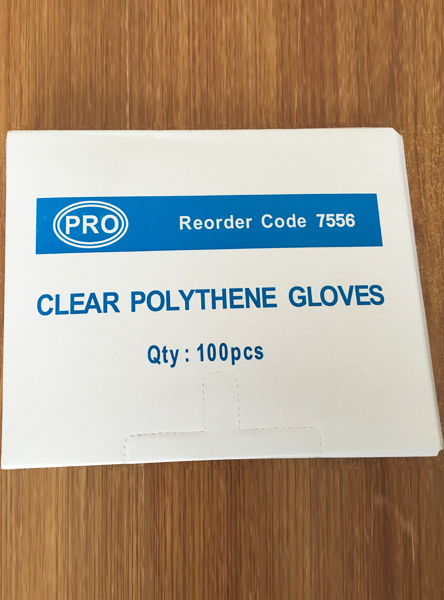 PRO Reorder Code 7556
CLEAR POLYTHENE GLOVES
Qty : 100pcs